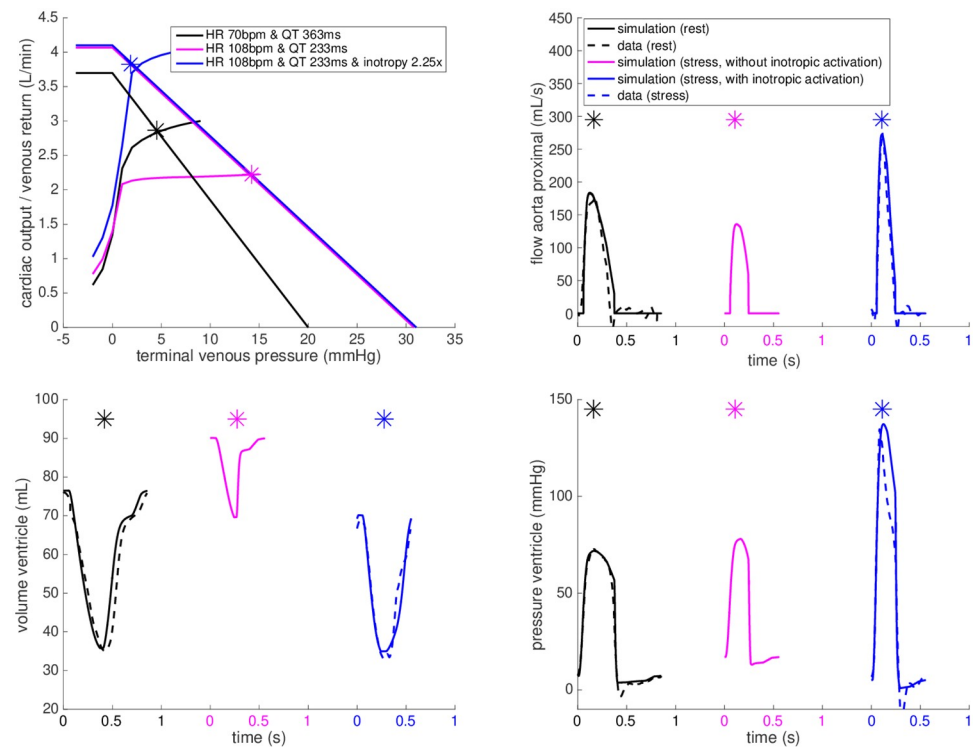 cardiac output / venous return (L/min)
4.5
4
3.5
3
2.5
2
1.5
1
0.5
0
HR 70bpm & QT 363ms
HR 108bpm & QT 233ms
HR 108bpm & QT 233ms & inotropy 2.25x
-5 0 5 10 15 20 25 30 35
terminal venous pressure (mmHg)
flow aorta proximal (mL/s)
450
400
350
300
250
200
150
100
50
0
simulation (rest)
data (rest)
simulation (stress, without inotropic activation)
simulation (stress, with inotropic activation)
data (stress)
0 0.5 1 0 0.5 1 0 0.5 1
time (s)
volume ventricle (mL)
100
90
80
70
60
50
40
30
20
0 0.5 1 0 0.5 1 0 0.5 1
time (s)
pressure ventricle (mmHg)
150
100
50
0
0 0.5 1 0 0.5 1 0 0.5 1
time (s)